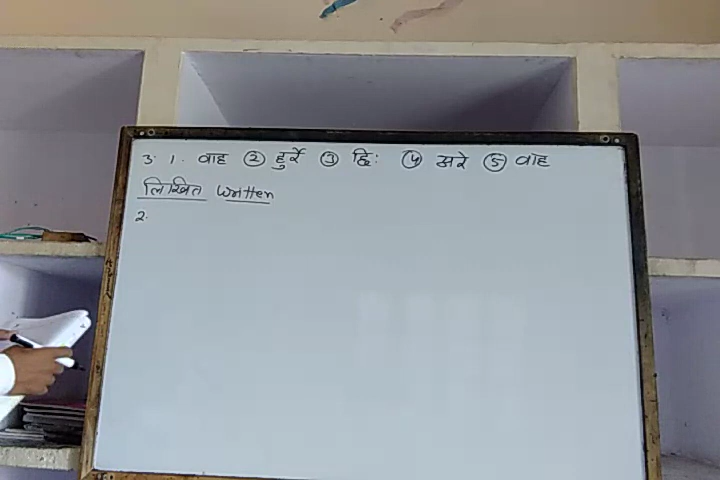 3. 1. वाह ② हुर्रे ③ छि: ④ अरे ⑤ वाह
लिखित written
2.